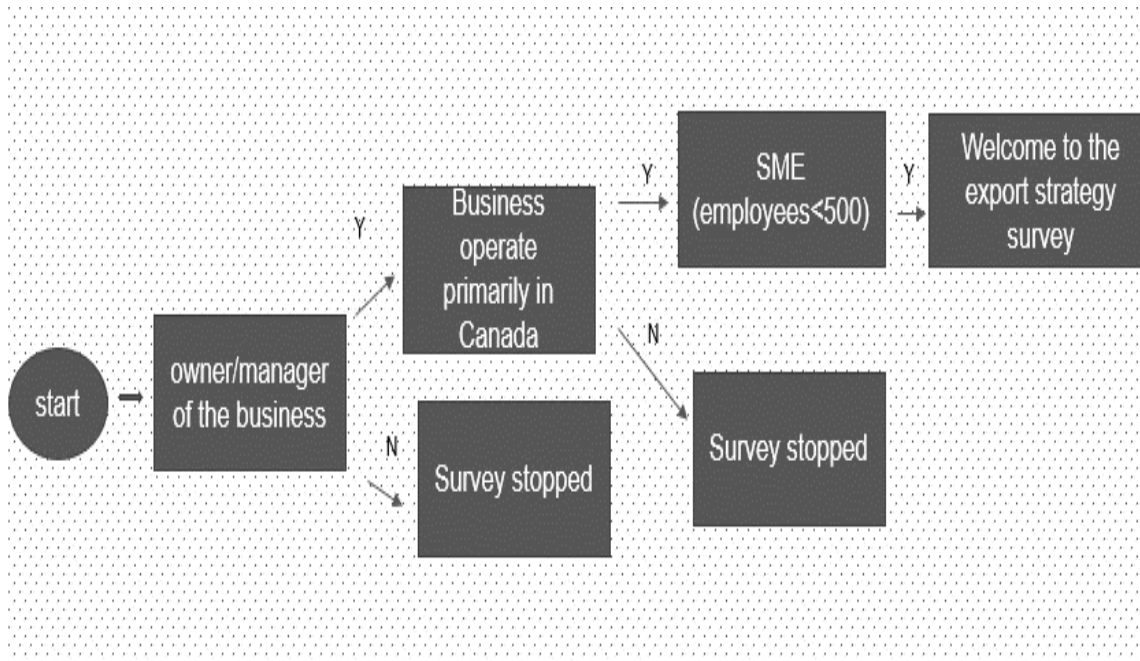 start
owner/manager
of the business
Y
N
Business
operate
primarily in
Canada
Survey stopped
Y
N
SME
(employees<500)
Survey stopped
Y
Welcome to the
export strategy
survey